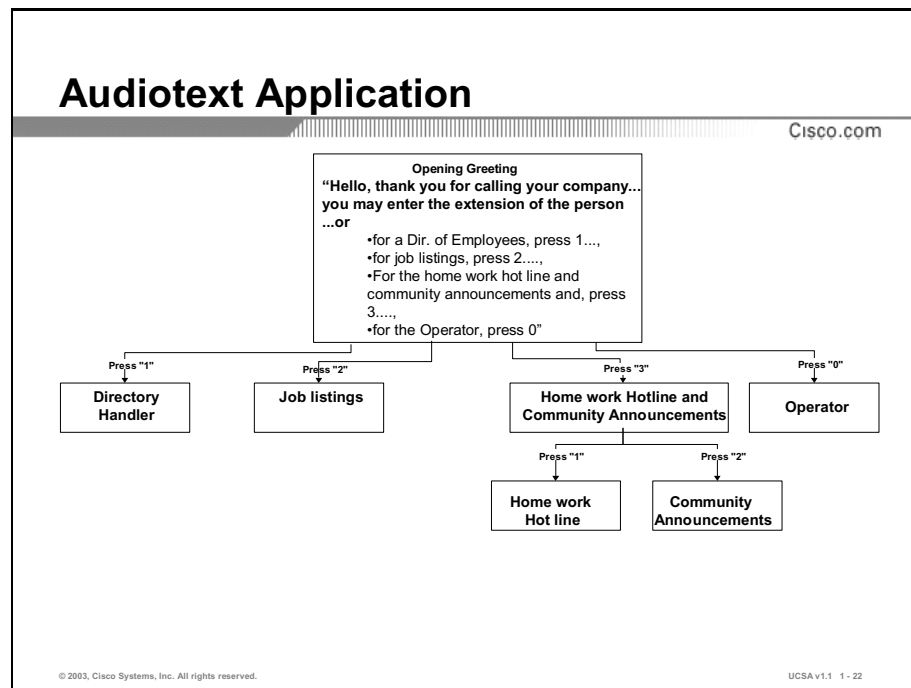 Audiotext Application
Cisco.com
Opening Greeting
“Hello, thank you for calling your company...
you may enter the extension of the person
...or
•for a Dir. of Employees, press 1...,
•for job listings, press 2....,
•For the home work hot line and
community announcements and, press
3....,
•for the Operator, press 0”
Press "1"
Press "2"
Press "3"
Press "0"
Directory
Handler
Job listings
Home work Hotline and
Community Announcements
Operator
Press "1"
Press "2"
Home work
Hot line
Community
Announcements
© 2003, Cisco Systems, Inc. All rights reserved.
UCSA v1.1 1 - 22